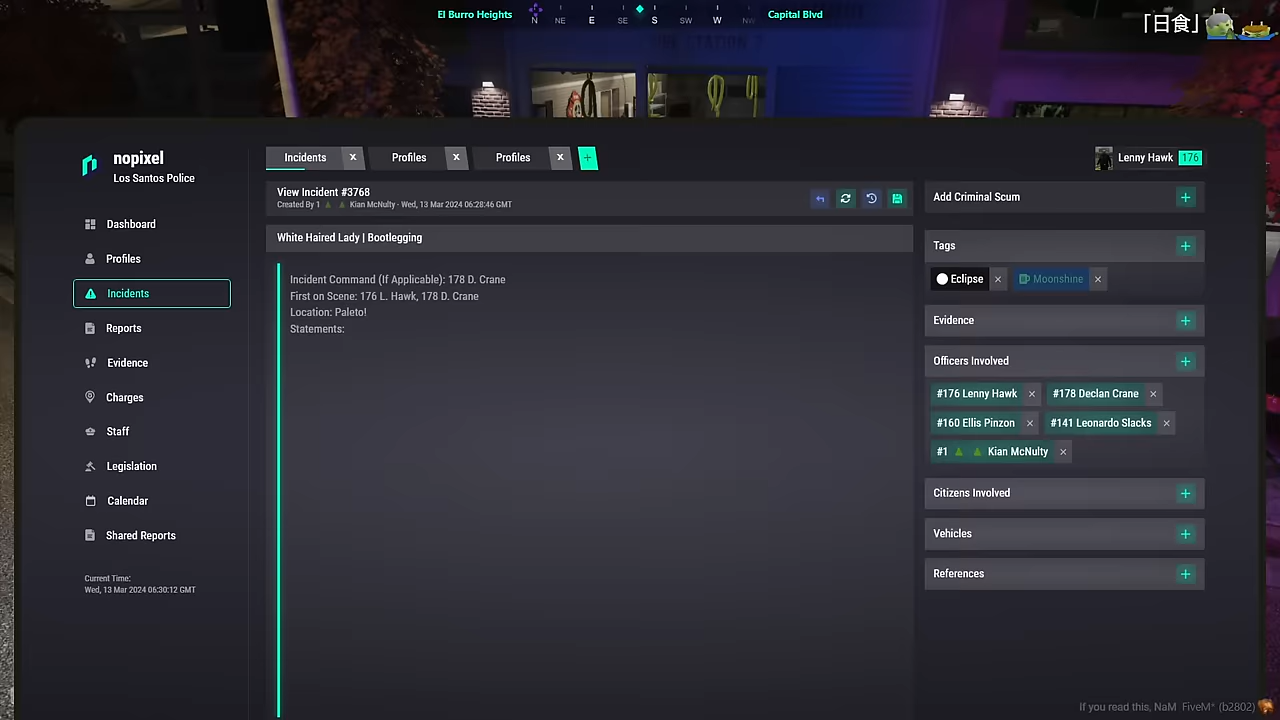 El Burro Heights
N NE E SE S SW W NW
Capital Blvd
「日食」
nopixel
Los Santos Police
Dashboard
Profiles
Incidents
Reports
Evidence
Charges
Staff
Legislation
Calendar
Shared Reports
Current Time:
Wed, 13 Mar 2024 06:30:12 GMT
Incidents x Profiles x Profiles x +
Lenny Hawk 176
View Incident #3768
Created By 1 Kian McNulty - Wed, 13 Mar 2024 06:28:46 GMT
White Haired Lady | Bootlegging
Incident Command (If Applicable): 178 D. Crane
First on Scene: 176 L. Hawk, 178 D. Crane
Location: Paleto!
Statements:
Add Criminal Scum +
Tags +
Eclipse x Moonshine x
Evidence +
Officers Involved +
#176 Lenny Hawk x #178 Declan Crane x
#160 Ellis Pinzon x #141 Leonardo Slacks x
#1 Kian McNulty x
Citizens Involved +
Vehicles +
References +
If you read this, NaM FiveM* (b2802)